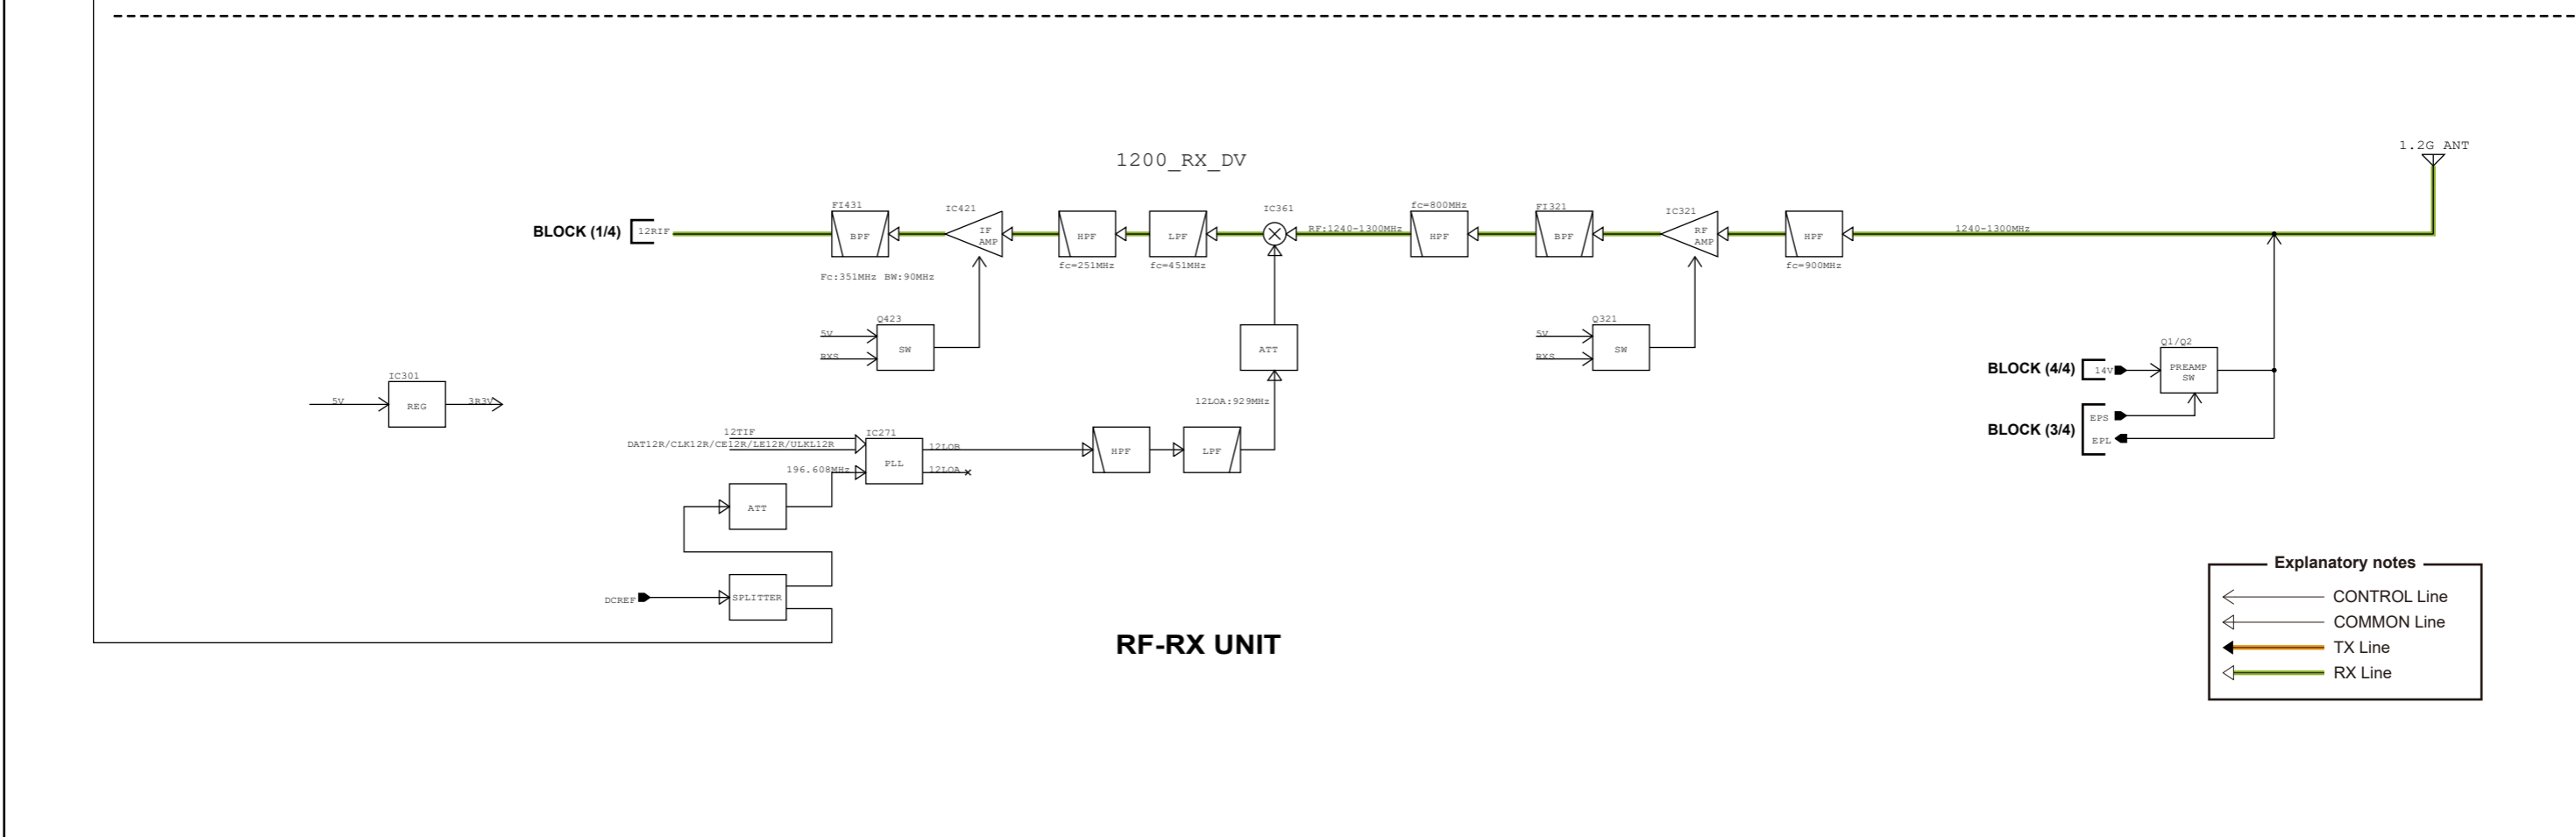 1200_RX_DV
1.2G ANT
FI431
IC421
IC361
fc=800MHz
FI321
IC321
BLOCK (1/4)
12RIF
BPF
IF
AMP
HPF
LPF
RF:1240-1300MHz
HPF
BPF
RF
AMP
HPF
1240-1300MHz
Fc:351MHz BW:90MHz
fc=251MHz
fc=451MHz
fc=900MHz
Q423
5V
RXS
SW
ATT
Q321
5V
RXS
SW
Q1/Q2
BLOCK (4/4)
14V
PREAMP
SW
IC301
5V
REG
3R3V
12LOA:929MHz
BLOCK (3/4)
EPS
EPL
12TIF
DAT12R/CLK12R/CE12R/LE12R/ULKL12R
IC271
PLL
12LOB
12LOA
196.608MHz
HPF
LPF
ATT
DCREF
SPLITTER
RF-RX UNIT
Explanatory notes
CONTROL Line
COMMON Line
TX Line
RX Line